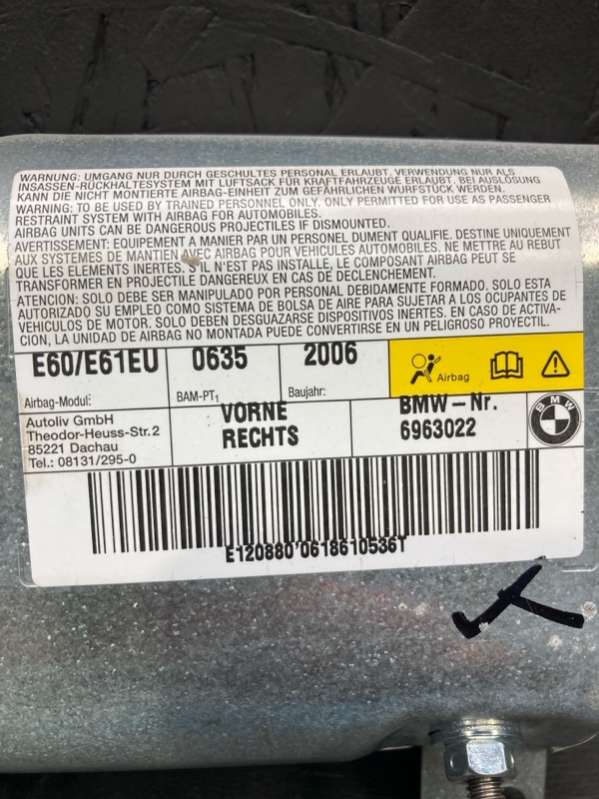 WARNUNG: UMGANG NUR DURCH GESCHULTES PERSONAL ERLAUBT. VERWENDUNG NUR ALS
INSASSEN-RÜCKHALTESYSTEM MIT LUFTSACK FÜR KRAFTFAHRZEUGE ERLAUBT. BEI AUSLÖSUNG
KANN DIE NICHT MONTIERTE AIRBAG-EINHEIT ZUM GEFÄHRLICHEN WURFSTÜCK WERDEN.
WARNING: TO BE USED BY TRAINED PERSONNEL ONLY. ONLY PERMITTED FOR USE AS PASSENGER
RESTRAINT SYSTEM WITH AIRBAG FOR AUTOMOBILES.
AIRBAG UNITS CAN BE DANGEROUS PROJECTILES IF DISMOUNTED.
AVERTISSEMENT: EQUIPEMENT A MANIER PAR UN PERSONEL DUMENT QUALIFIE, DESTINE UNIQUEMENT
AUX SYSTEMES DE MANTIEN AVEC AIRBAG POUR VEHICULES AUTOMOBILES. NE METTRE AU REBUT
QUE LES ELEMENTS INERTES. S'IL N'EST PAS INSTALLE, LE COMPOSANT AIRBAG PEUT SE
TRANSFORMER EN PROJECTILE DANGEREUX EN CAS DE DECLENCHEMENT.
ATENCION: SOLO DEBE SER MANIPULADO POR PERSONAL DEBIDAMENTE FORMADO. SOLO ESTA
AUTORIZADO SU EMPLEO COMO SISTEMA DE BOLSA DE AIRE PARA SUJETAR A LOS OCUPANTES DE
VEHICULOS DE MOTOR. SOLO DEBEN DESGUAZARSE DISPOSITIVOS INERTES. EN CASO DE ACTIVA-
CION, LA UNIDAD DE AIRBAG NO MONTADA PUEDE CONVERTIRSE EN UN PELIGROSO PROYECTIL.
E60/E61EU 0635 2006
Airbag
Airbag-Modul: BAM-PT1 Baujahr:
Autoliv GmbH
Theodor-Heuss-Str.2
85221 Dachau
Tel.: 08131/295-0
VORNE
RECHTS
BMW-Nr.
6963022
BMW
E120880'0618610536T